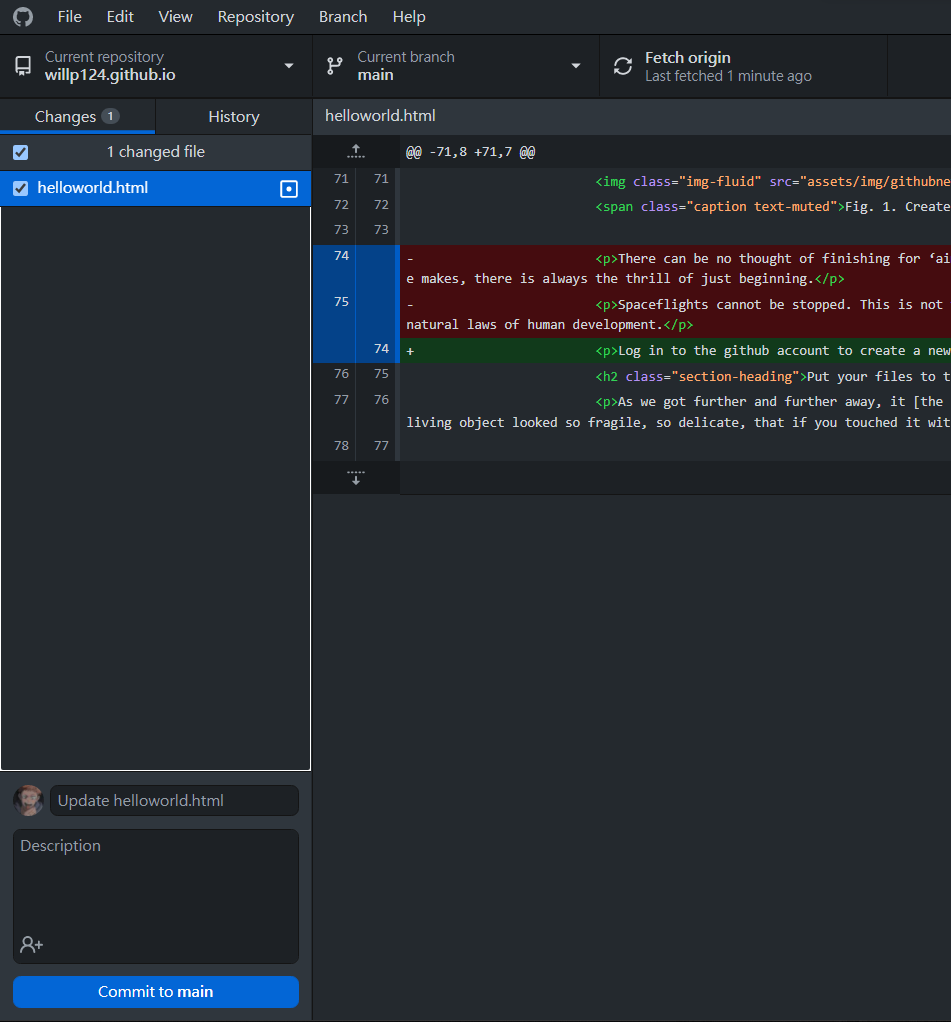 File Edit View Repository Branch Help
Current repository
willp124.github.io
Current branch
main
Fetch origin
Last fetched 1 minute ago
Changes 1
History
helloworld.html
1 changed file
helloworld.html
@@ -71,8 +71,7 @@
71 71 <img class="img-fluid" src="assets/img/githubne
72 72 <span class="caption text-muted">Fig. 1. Create
73 73
74 - <p>There can be no thought of finishing for ‘ai
e makes, there is always the thrill of just beginning.</p>
75 - <p>Spaceflights cannot be stopped. This is not
natural laws of human development.</p>
74 + <p>Log in to the github account to create a new
76 75 <h2 class="section-heading">Put your files to t
77 76 <p>As we got further and further away, it [the
living object looked so fragile, so delicate, that if you touched it wit
78 77
Update helloworld.html
Description
Commit to main